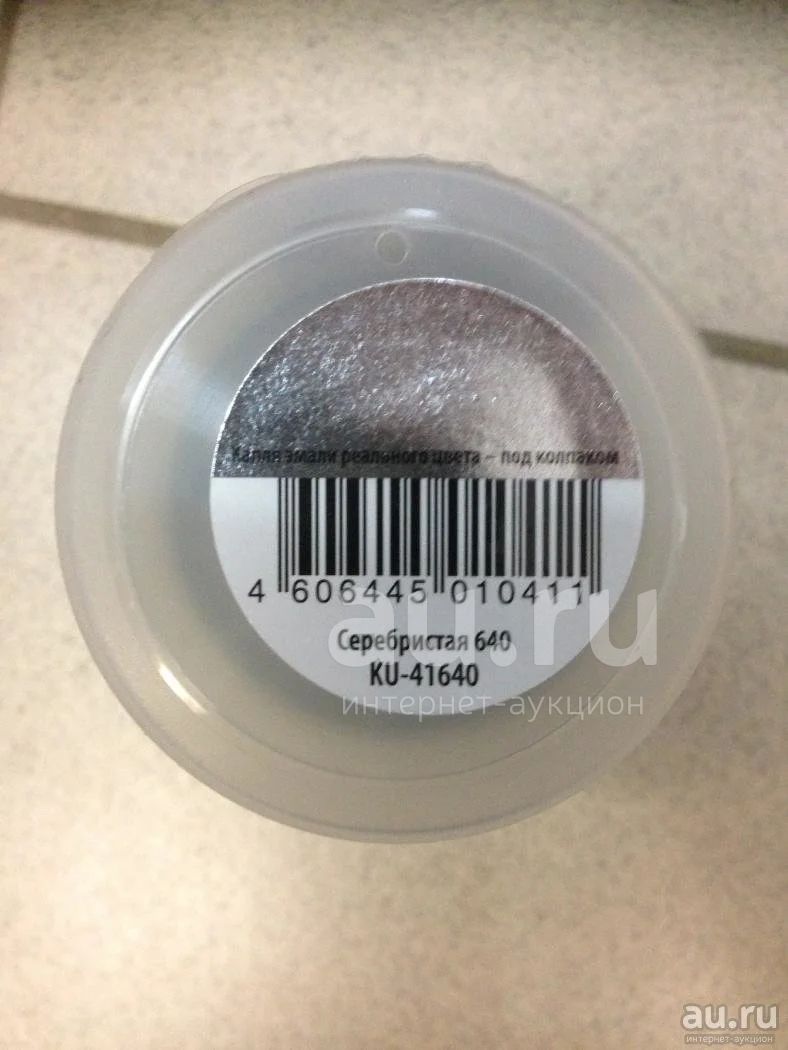 Капля эмали реального цвета – под колпаком
4 606445 010411
Серебристая 640
KU-41640
au.ru
интернет-аукцион
au.ru
интернет-аукцион